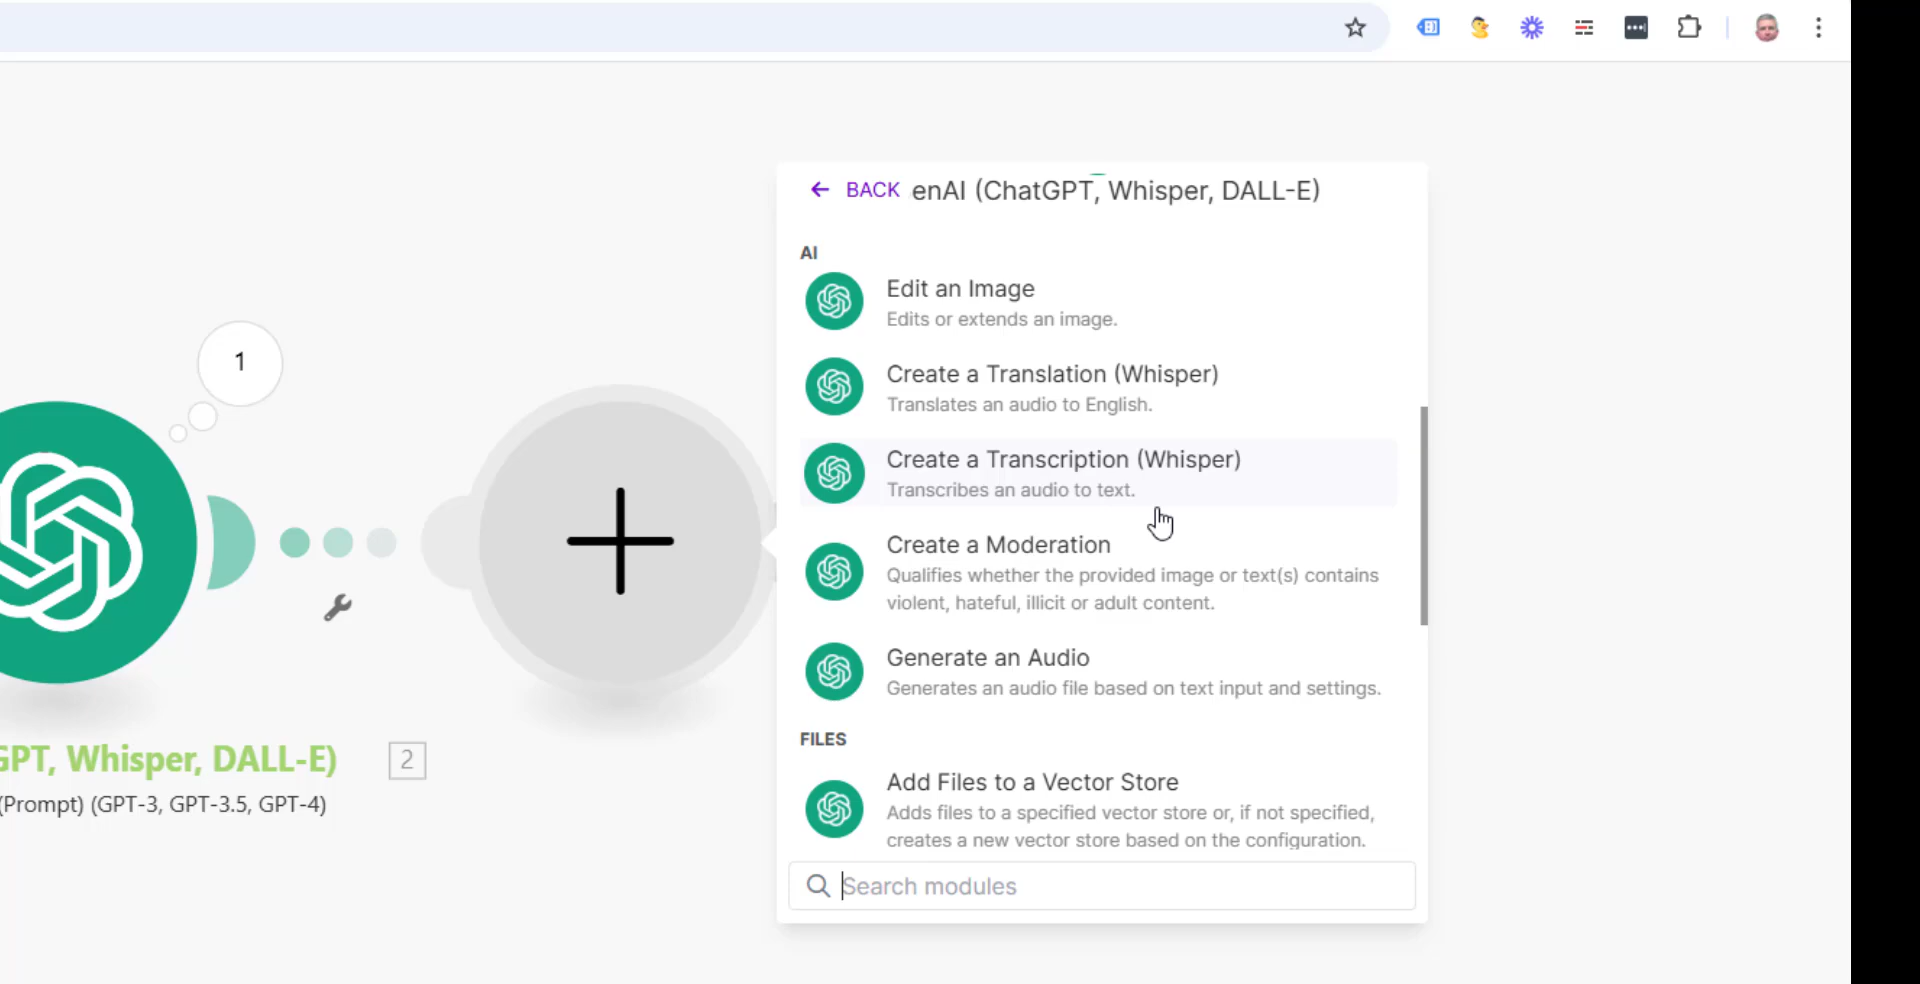 BACK enAI (ChatGPT, Whisper, DALL-E)
AI
Edit an Image
Edits or extends an image.
Create a Translation (Whisper)
Translates an audio to English.
Create a Transcription (Whisper)
Transcribes an audio to text.
Create a Moderation
Qualifies whether the provided image or text(s) contains
violent, hateful, illicit or adult content.
Generate an Audio
Generates an audio file based on text input and settings.
FILES
Add Files to a Vector Store
Adds files to a specified vector store or, if not specified,
creates a new vector store based on the configuration.
Search modules
1
GPT, Whisper, DALL-E) 2
(Prompt) (GPT-3, GPT-3.5, GPT-4)